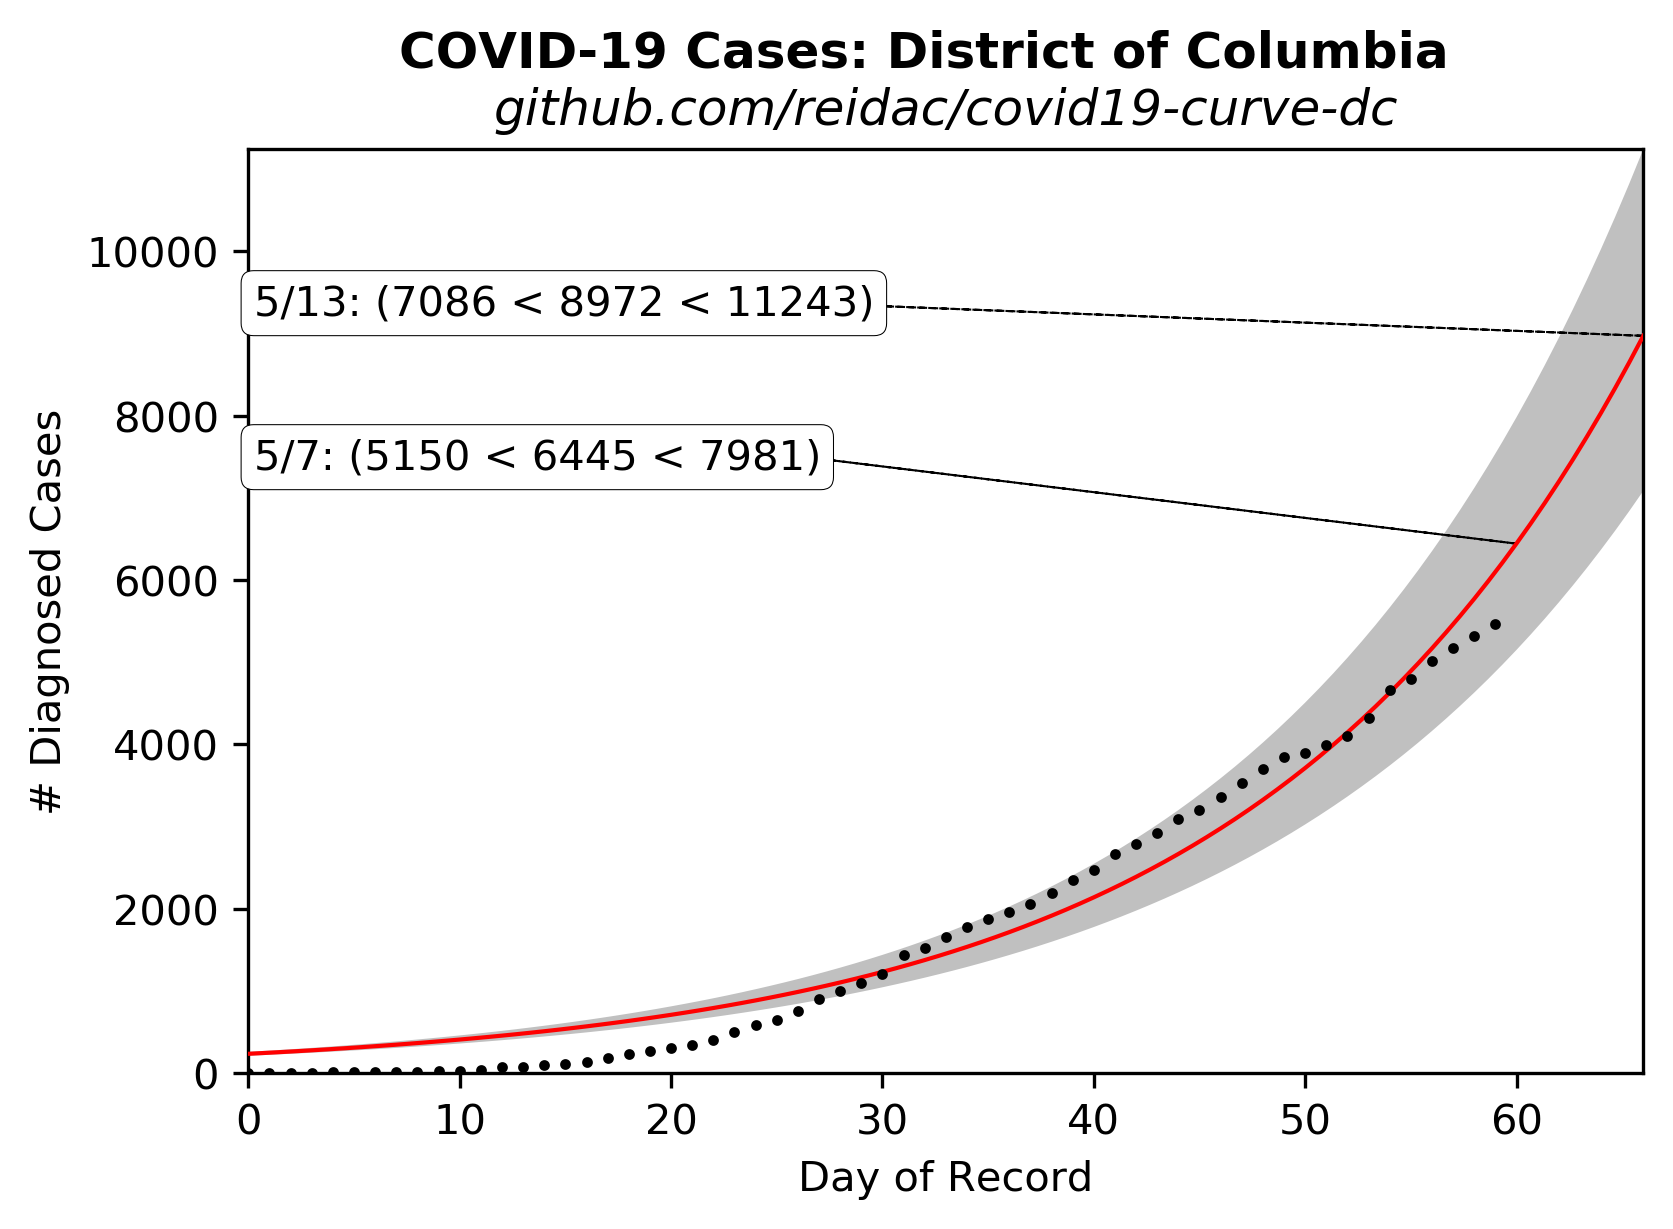 COVID-19 Cases: District of Columbia
github.com/reidac/covid19-curve-dc
# Diagnosed Cases
10000
8000
6000
4000
2000
0
5/13: (7086 < 8972 < 11243)
5/7: (5150 < 6445 < 7981)
0 10 20 30 40 50 60
Day of Record